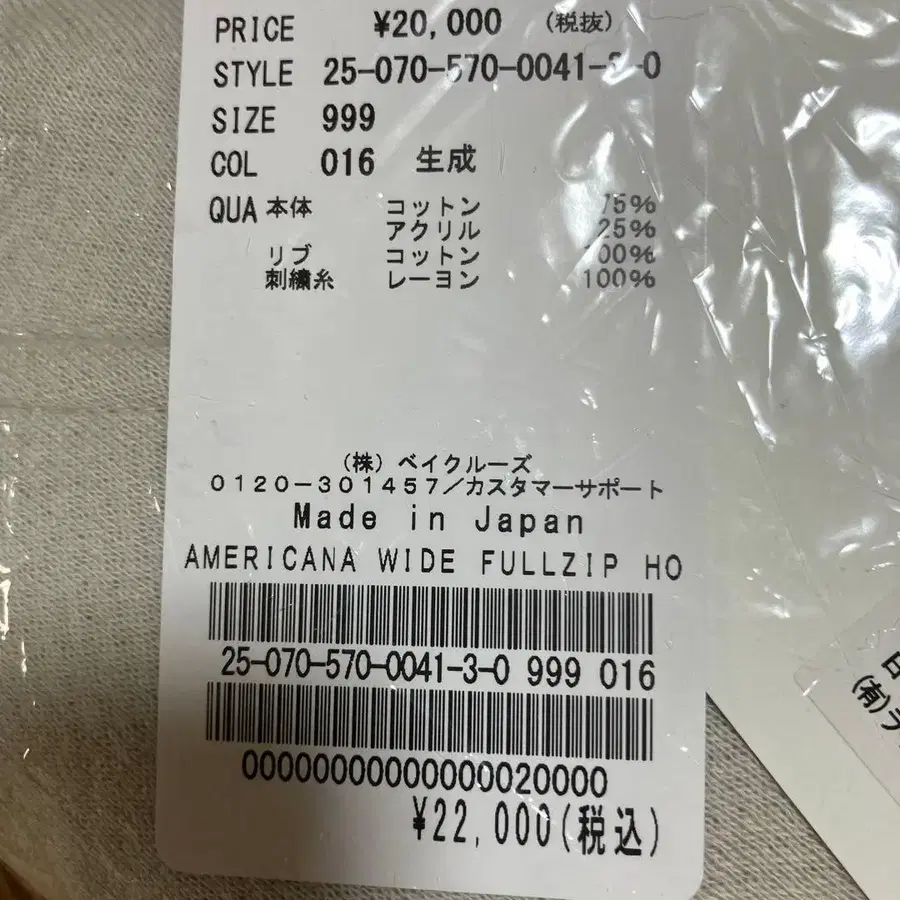 PRICE ¥20,000 (税抜)
STYLE 25-070-570-0041-3-0
SIZE 999
COL 016 生成
QUA 本体 コットン 75%
アクリル 25%
リブ コットン 100%
刺繍糸 レーヨン 100%
(株) ベイクルーズ
0120-301457/カスタマーサポート
Made in Japan
AMERICANA WIDE FULLZIP HO
25-070-570-0041-3-0 999 016
00000000000000020000
¥22,000(税込)
(有)ラ